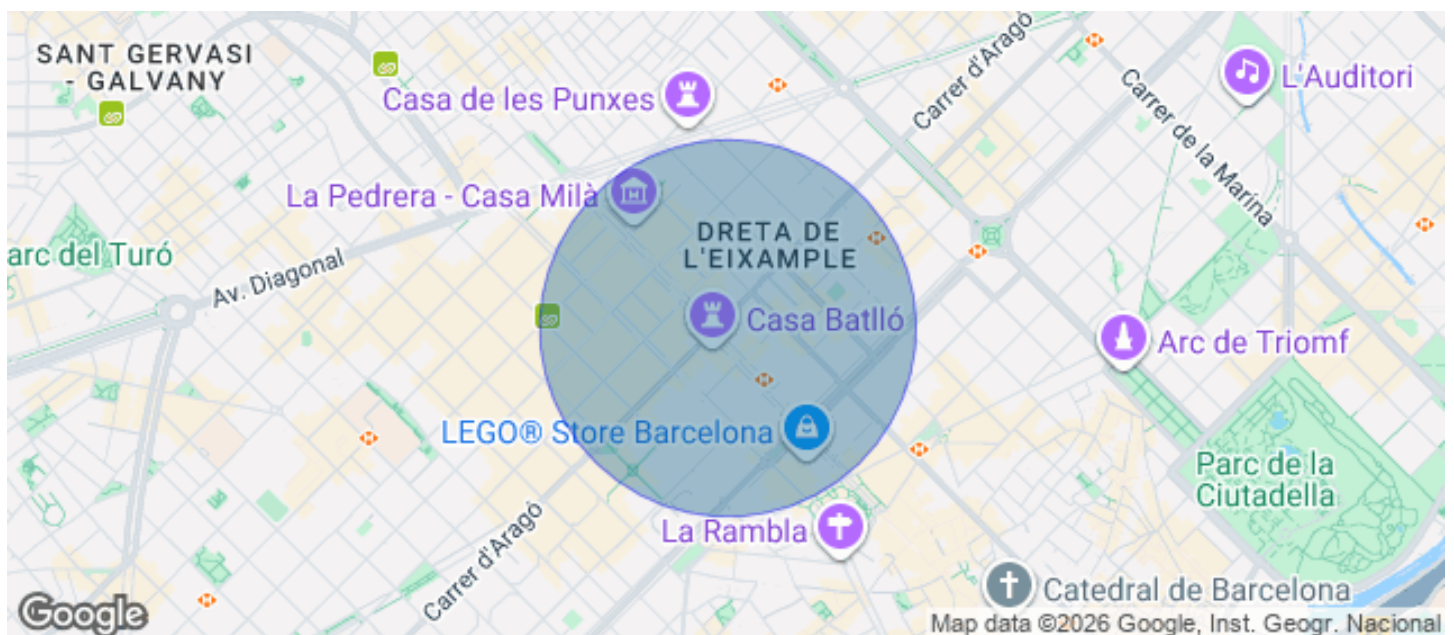 SANT GERVASI
- GALVANY
Casa de les Punxes
Carrer d'Aragó
L'Auditori
Carrer de la Marina
La Pedrera - Casa Milà
DRETA DE
L'EIXAMPLE
arc del Turó
Av. Diagonal
Casa Batlló
Arc de Triomf
LEGO® Store Barcelona
Parc de la
Ciutadella
La Rambla
Carrer d'Aragó
Catedral de Barcelona
Google
Map data ©2026 Google, Inst. Geogr. Nacional